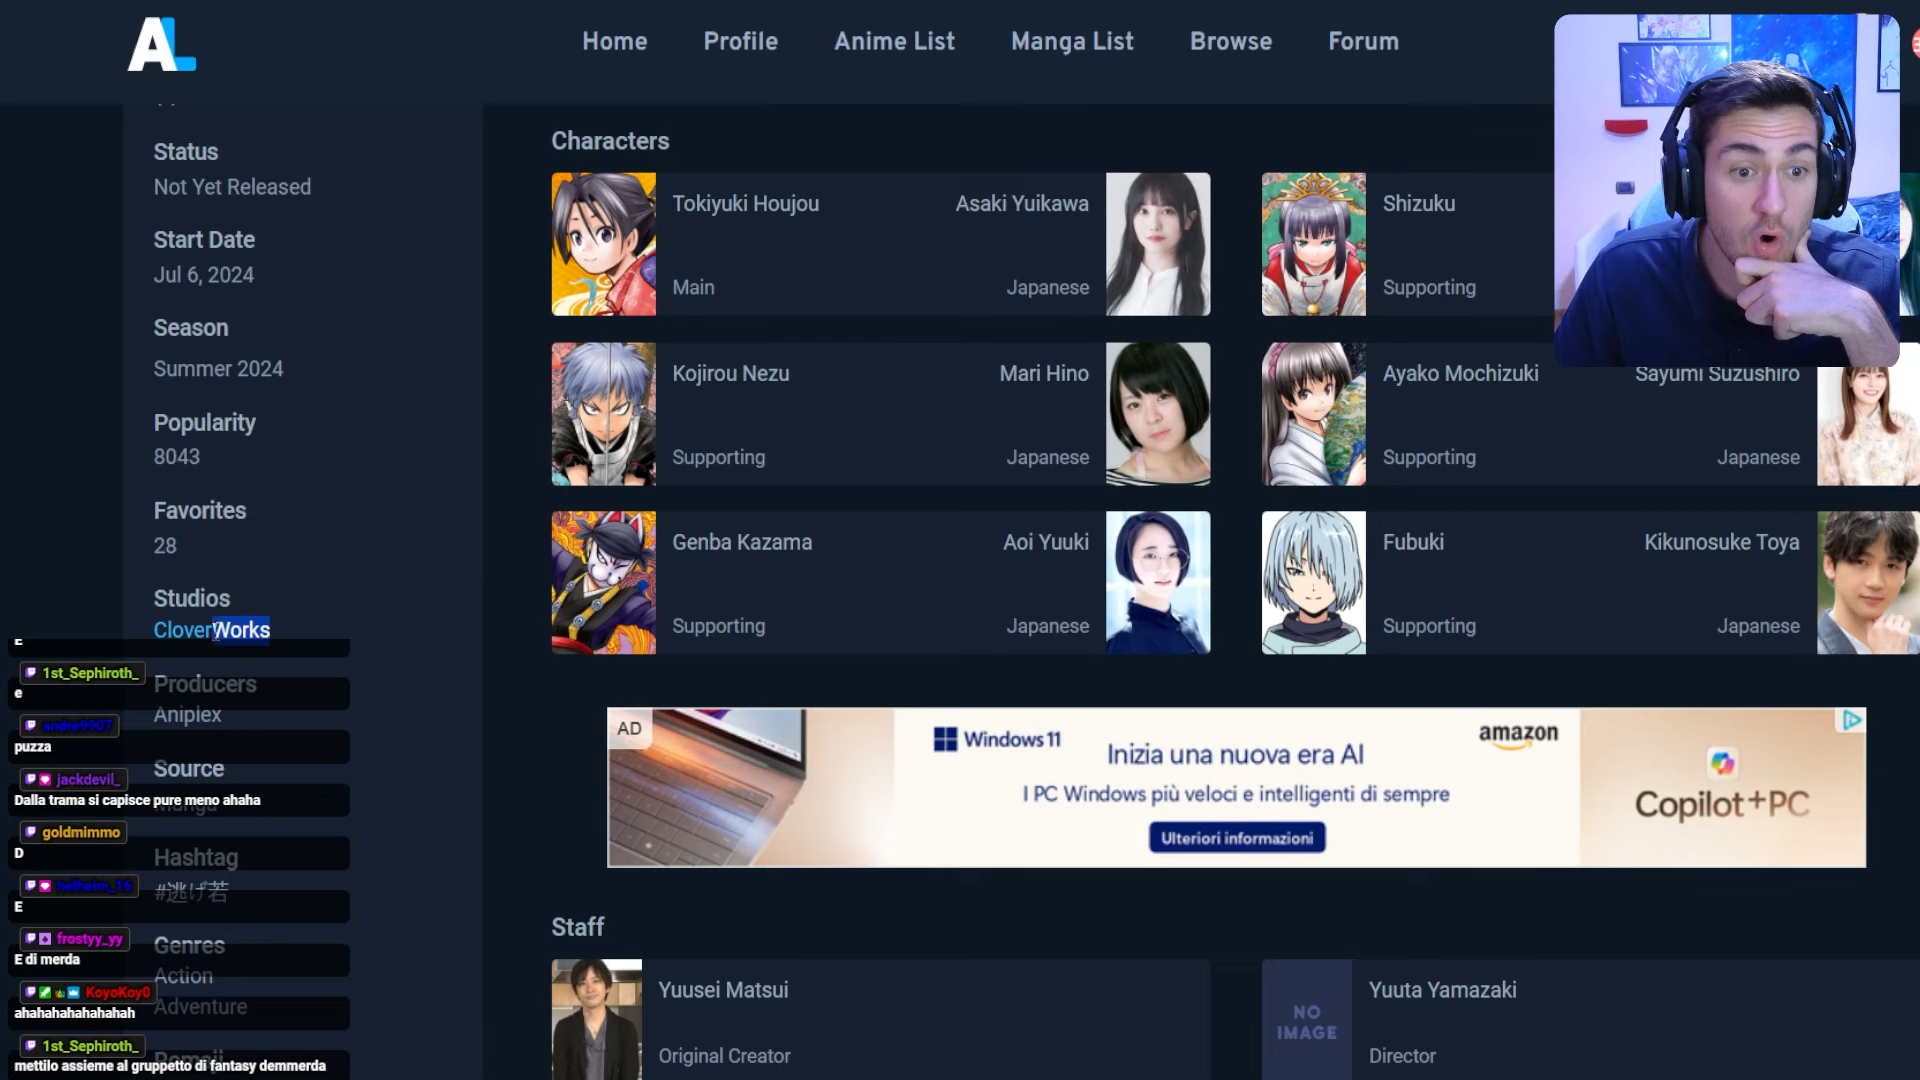 AL
Home
Profile
Anime List
Manga List
Browse
Forum
Status
Not Yet Released
Start Date
Jul 6, 2024
Season
Summer 2024
Popularity
8043
Favorites
28
Studios
CloverWorks
Producers
Aniplex
Source
Manga
Hashtag
#逃げ若
Genres
Action
Adventure
Romaji
E
1st_Sephiroth_
e
andre9907
puzza
jackdevil_
Dalla trama si capisce pure meno ahaha
goldmimmo
D
helheim_16
E
frostyy_yy
E di merda
KoyoKoy0
ahahahahahahahah
1st_Sephiroth_
mettilo assieme al gruppetto di fantasy demmerda
Characters
Tokiyuki Houjou
Asaki Yuikawa
Main
Japanese
Shizuku
Supporting
Kojirou Nezu
Mari Hino
Supporting
Japanese
Ayako Mochizuki
Sayumi Suzushiro
Supporting
Japanese
Genba Kazama
Aoi Yuuki
Supporting
Japanese
Fubuki
Kikunosuke Toya
Supporting
Japanese
AD
Windows 11
Inizia una nuova era AI
I PC Windows più veloci e intelligenti di sempre
Ulteriori informazioni
amazon
Copilot+PC
Staff
Yuusei Matsui
Original Creator
NO
IMAGE
Yuuta Yamazaki
Director